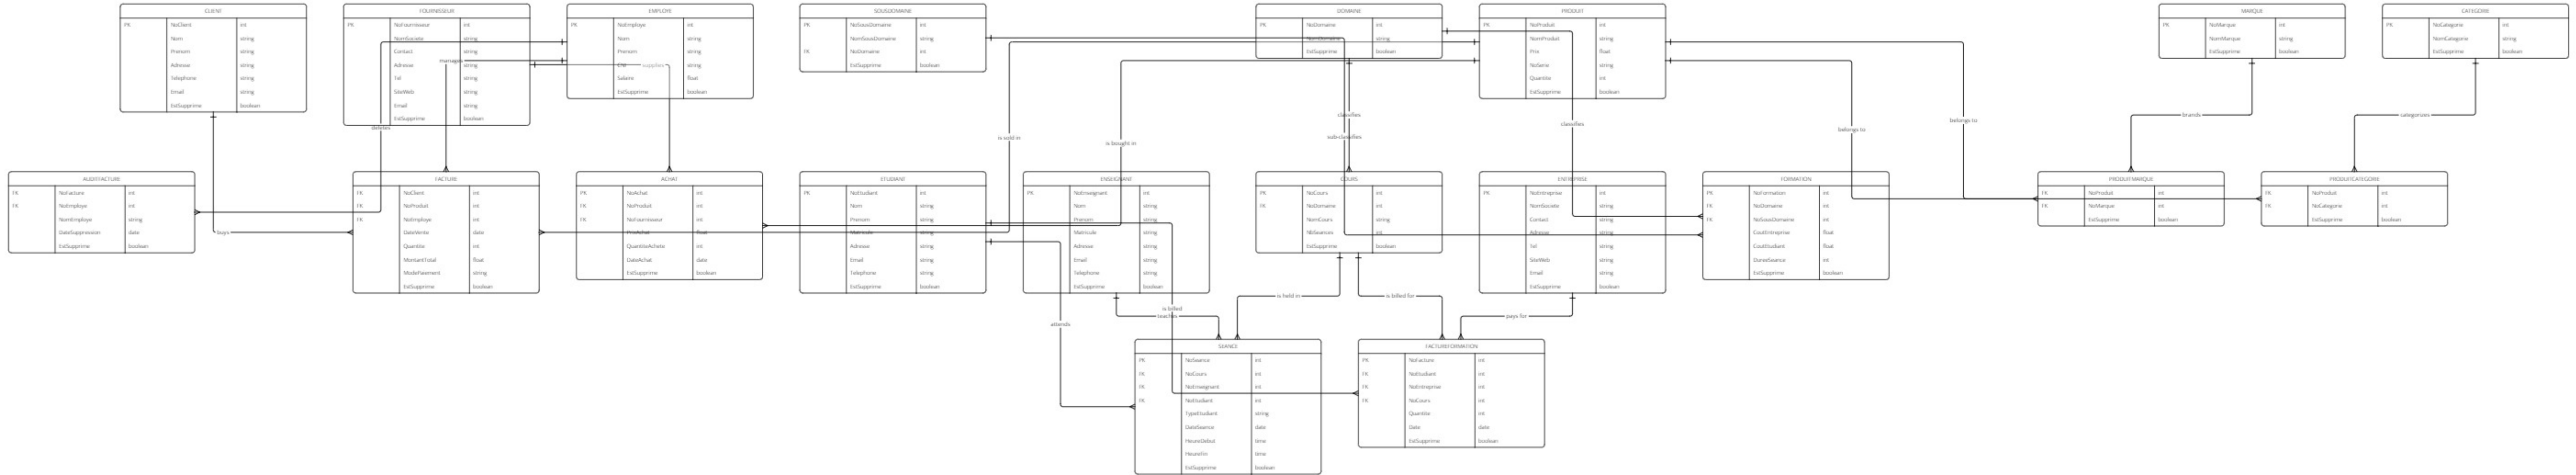 CLIENT
PK NoClient int
Nom string
Prenom string
Adresse string
Telephone string
Email string
EstSupprime boolean
FOURNISSEUR
PK NoFournisseur int
NomSociete string
Contact string
Adresse string
Tel string
SiteWeb string
Email string
EstSupprime boolean
EMPLOYE
PK NoEmploye int
Nom string
Prenom string
string
Salaire float
EstSupprime boolean
SOUSDOMAINE
PK NoSousDomaine int
NomSousDomaine string
FK NoDomaine int
EstSupprime boolean
DOMAINE
PK NoDomaine int
NomDomaine string
EstSupprime boolean
PRODUIT
PK NoProduit int
NomProduit string
Prix float
NoSerie string
Quantite int
EstSupprime boolean
MARQUE
PK NoMarque int
NomMarque string
EstSupprime boolean
CATEGORIE
PK NoCategorie int
NomCategorie string
EstSupprime boolean
manages
supplies
deletes
buys
is sold in
is bought in
classifies
sub-classifies
classifies
belongs to
belongs to
brands
categorizes
AUDITFACTURE
FK NoFacture int
FK NoEmploye int
NomEmploye string
DateSuppression date
EstSupprime boolean
FACTURE
FK NoClient int
FK NoProduit int
FK NoEmploye int
DateVente date
Quantite int
MontantTotal float
ModePaiement string
EstSupprime boolean
ACHAT
PK NoAchat int
FK NoProduit int
FK NoFournisseur int
PrixAchat float
QuantiteAchete int
DateAchat date
EstSupprime boolean
ETUDIANT
PK NoEtudiant int
Nom string
Prenom string
Matricule string
Adresse string
Email string
Telephone string
EstSupprime boolean
ENSEIGNANT
PK NoEnseignant int
Nom string
Prenom string
Matricule string
Adresse string
Email string
Telephone string
EstSupprime boolean
COURS
PK NoCours int
FK NoDomaine int
NomCours string
NbSeances int
EstSupprime boolean
ENTREPRISE
PK NoEntreprise int
NomSociete string
Contact string
Adresse string
Tel string
SiteWeb string
Email string
EstSupprime boolean
FORMATION
PK NoFormation int
FK NoDomaine int
FK NoSousDomaine int
CoutEntreprise float
CoutEtudiant float
DureeSeance int
EstSupprime boolean
PRODUITMARQUE
FK NoProduit int
FK NoMarque int
EstSupprime boolean
PRODUITCATEGORIE
FK NoProduit int
FK NoCategorie int
EstSupprime boolean
attends
is billed
teaches
is held in
is billed for
pays for
SEANCE
PK NoSeance int
FK NoCours int
FK NoEnseignant int
FK NoEtudiant int
TypeEtudiant string
DateSeance date
HeureDebut time
HeureFin time
EstSupprime boolean
FACTUREFORMATION
PK NoFacture int
FK NoEtudiant int
FK NoEntreprise int
FK NoCours int
Quantite int
Date date
EstSupprime boolean